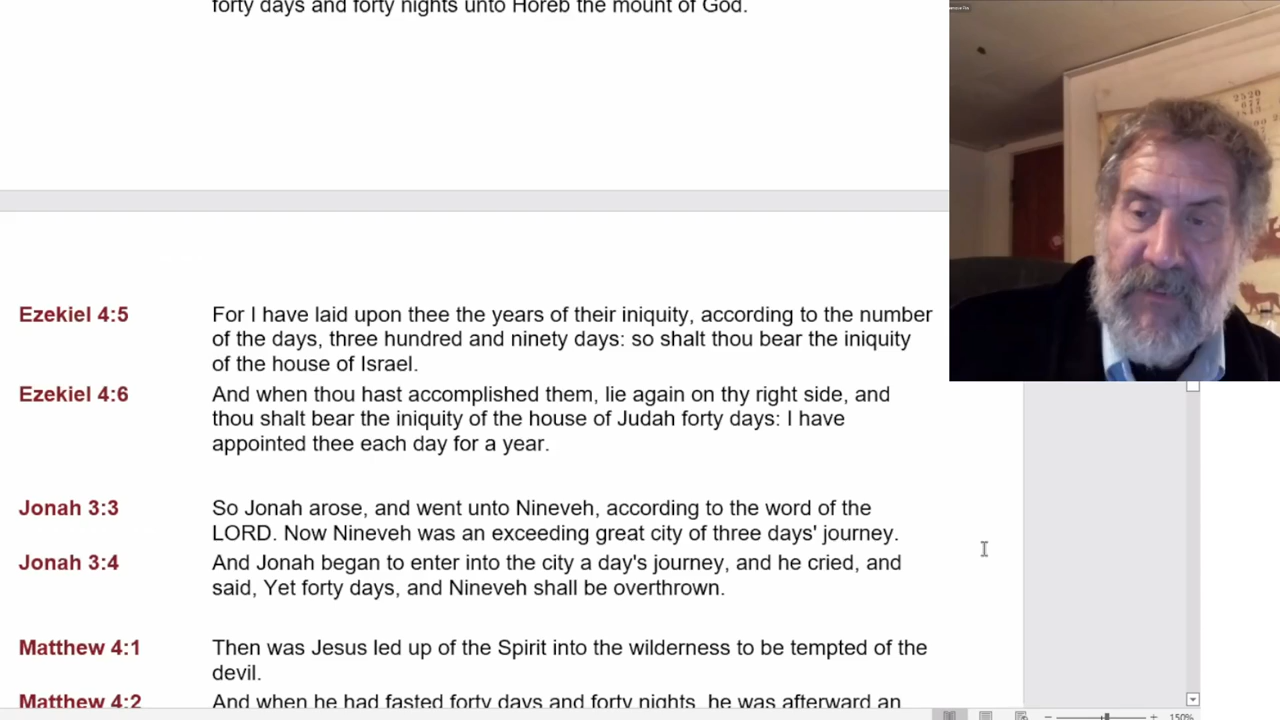 forty days and forty nights unto Horeb the mount of God.
Ezekiel 4:5 For I have laid upon thee the years of their iniquity, according to the number
of the days, three hundred and ninety days: so shalt thou bear the iniquity
of the house of Israel.
Ezekiel 4:6 And when thou hast accomplished them, lie again on thy right side, and
thou shalt bear the iniquity of the house of Judah forty days: I have
appointed thee each day for a year.
Jonah 3:3 So Jonah arose, and went unto Nineveh, according to the word of the
LORD. Now Nineveh was an exceeding great city of three days' journey.
Jonah 3:4 And Jonah began to enter into the city a day's journey, and he cried, and
said, Yet forty days, and Nineveh shall be overthrown.
Matthew 4:1 Then was Jesus led up of the Spirit into the wilderness to be tempted of the
devil.
Matthew 4:2 And when he had fasted forty days and forty nights, he was afterward an
2520
150%